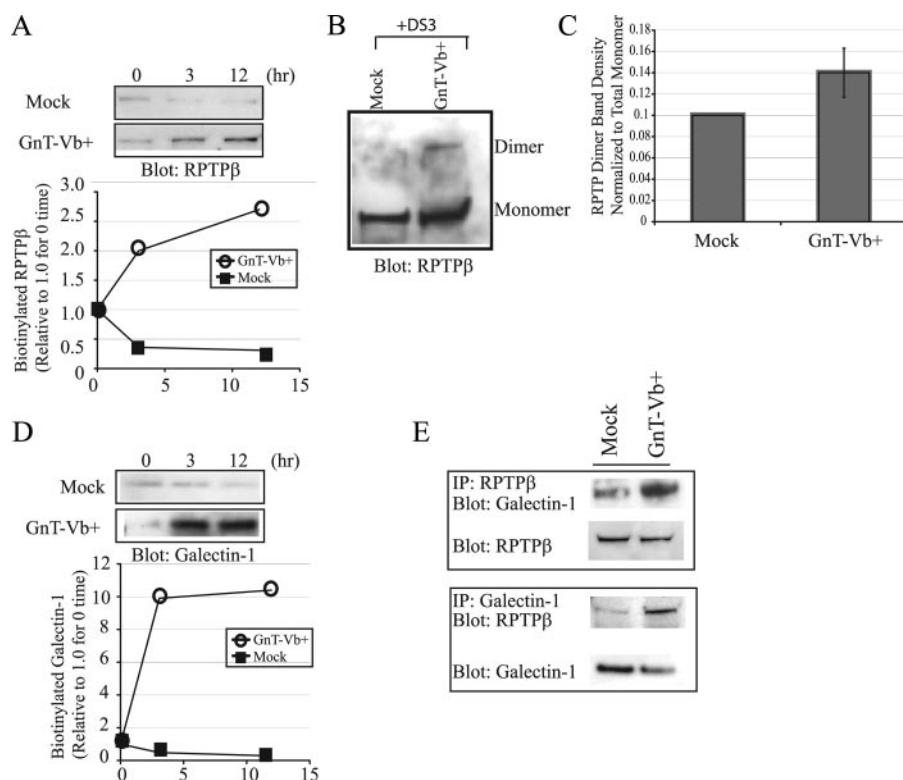 A
0 3 12 (hr)
Mock
GnT-Vb+
Blot: RPTPβ
Biotinylated RPTPβ
(Relative to 1.0 for 0 time)
3.0
2.5
2.0
1.0
0.5
0
GnT-Vb+
Mock
0 5 10 15
B
+DS3
Mock
GnT-Vb+
Dimer
Monomer
Blot: RPTPβ
C
RPTP Dimer Band Density
Normalized to Total Monomer
0.18
0.16
0.14
0.12
0.1
0.08
0.06
0.04
0.02
0
Mock GnT-Vb+
D
0 3 12 (hr)
Mock
GnT-Vb+
Blot: Galectin-1
Biotinylated Galectin-1
(Relative to 1.0 for 0 time)
12
10
8
6
4
2
0
GnT-Vb+
Mock
0 5 10 15
E
Mock
GnT-Vb+
IP: RPTPβ
Blot: Galectin-1
Blot: RPTPβ
IP: Galectin-1
Blot: RPTPβ
Blot: Galectin-1